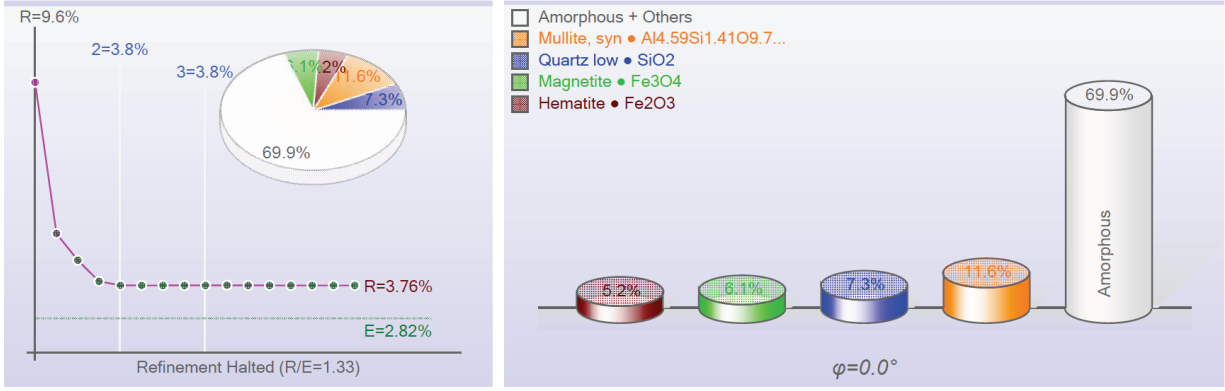 R=9.6%
2=3.8%
3=3.8%
6.1%
11.6%
7.3%
69.9%
R=3.76%
E=2.82%
Refinement Halted (R/E=1.33)
Amorphous + Others
Mullite, syn ● Al4.59Si1.41O9.7...
Quartz low ● SiO2
Magnetite ● Fe3O4
Hematite ● Fe2O3
5.2%
6.1%
7.3%
11.6%
69.9%
Amorphous
φ=0.0°